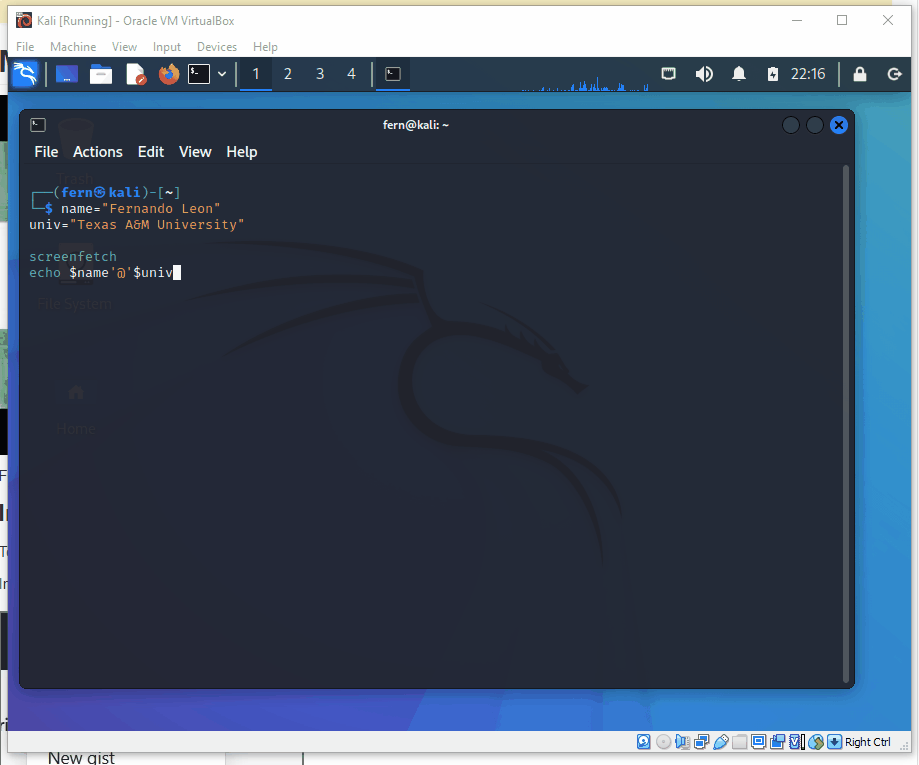 Kali [Running] - Oracle VM VirtualBox
File Machine View Input Devices Help
1 2 3 4 22:16
fern@kali: ~
File Actions Edit View Help
Trash
┌──(fern㉿kali)-[~]
└─$ name="Fernando Leon"
univ="Texas A&M University"
screenfetch
echo $name'@'$univ
File System
Home
Right Ctrl
New gist